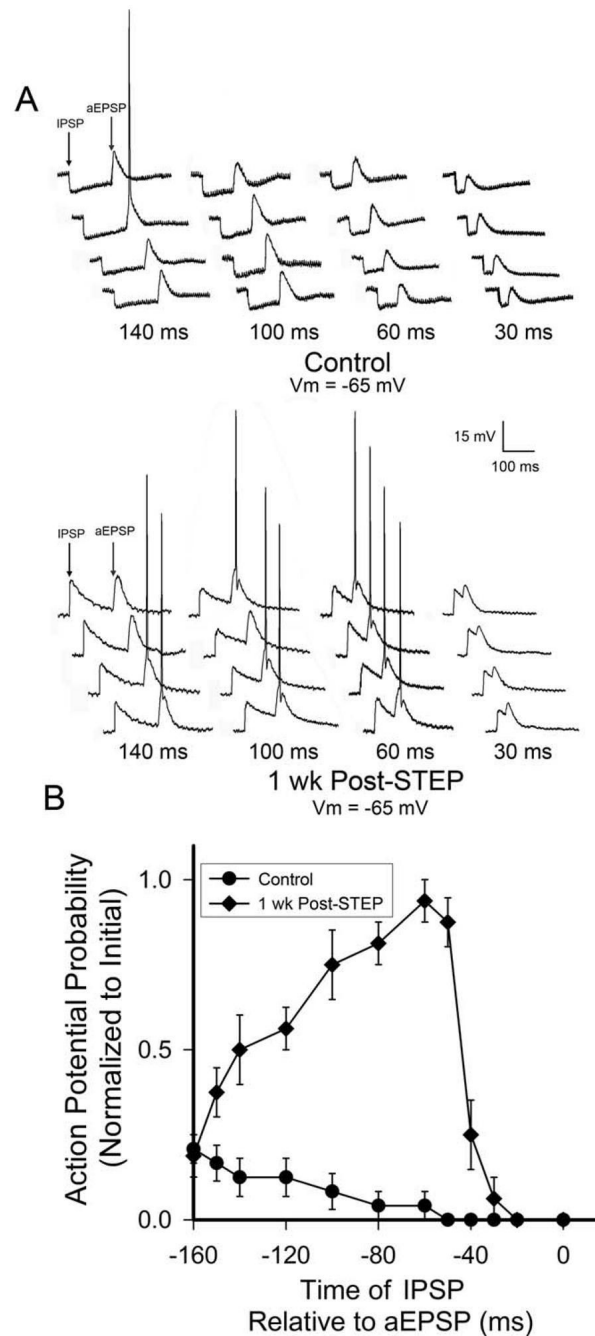 A
IPSP
aEPSP
140 ms
100 ms
60 ms
30 ms
Control
Vm = -65 mV
15 mV
100 ms
IPSP
aEPSP
140 ms
100 ms
60 ms
30 ms
1 wk Post-STEP
Vm = -65 mV
B
Action Potential Probability
(Normalized to Initial)
Control
1 wk Post-STEP
1.0
0.5
0.0
-160
-120
-80
-40
0
Time of IPSP
Relative to aEPSP (ms)